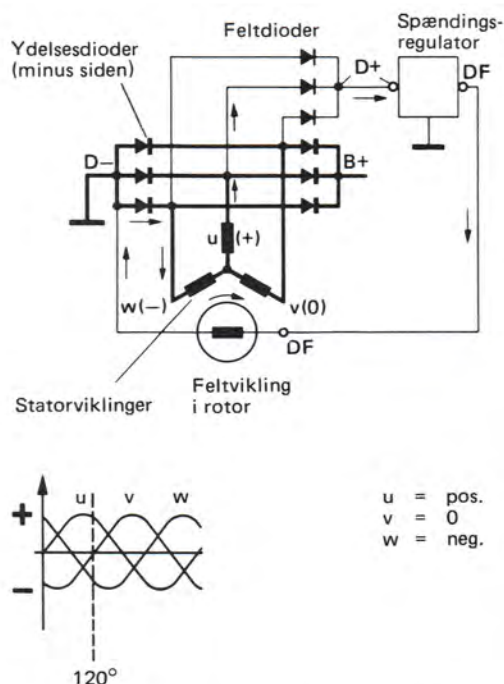 Ydelsesdioder
(minus siden)
Feltdioder
Spændings-
regulator
D+
DF
D−
B+
u (+)
w(−)
v(0)
DF
Statorviklinger
Feltvikling
i rotor
+
−
u v w
120°
u = pos.
v = 0
w = neg.